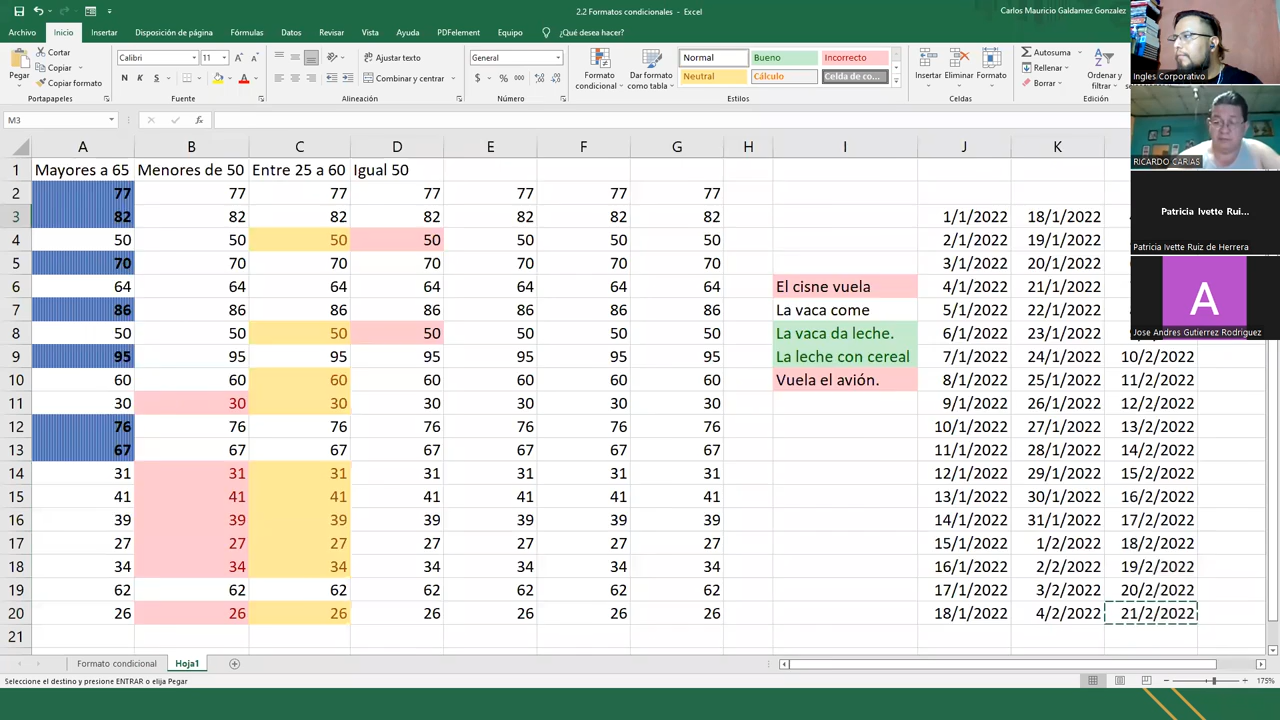 2.2 Formatos condicionales - Excel
Carlos Mauricio Galdamez Gonzalez
Archivo Inicio Insertar Disposición de página Fórmulas Datos Revisar Vista Ayuda PDFelement Equipo ¿Qué desea hacer?
Pegar
Cortar
Copiar
Copiar formato
Portapapeles
Calibri 11
N K S
Fuente
Ajustar texto
Combinar y centrar
Alineación
General
$ % 000
Número
Formato condicional
Dar formato como tabla
Normal Bueno Incorrecto
Neutral Cálculo Celda de co...
Estilos
Insertar Eliminar Formato
Celdas
Autosuma
Rellenar
Borrar
Ordenar y filtrar
Edición
M3
A B C D E F G H I J K
1 Mayores a 65 Menores de 50 Entre 25 a 60 Igual 50
2 77 77 77 77 77 77 77
3 82 82 82 82 82 82 82 1/1/2022 18/1/2022
4 50 50 50 50 50 50 50 2/1/2022 19/1/2022
5 70 70 70 70 70 70 70 3/1/2022 20/1/2022
6 64 64 64 64 64 64 64 El cisne vuela 4/1/2022 21/1/2022
7 86 86 86 86 86 86 86 La vaca come 5/1/2022 22/1/2022
8 50 50 50 50 50 50 50 La vaca da leche. 6/1/2022 23/1/2022
9 95 95 95 95 95 95 95 La leche con cereal 7/1/2022 24/1/2022 10/2/2022
10 60 60 60 60 60 60 60 Vuela el avión. 8/1/2022 25/1/2022 11/2/2022
11 30 30 30 30 30 30 30 9/1/2022 26/1/2022 12/2/2022
12 76 76 76 76 76 76 76 10/1/2022 27/1/2022 13/2/2022
13 67 67 67 67 67 67 67 11/1/2022 28/1/2022 14/2/2022
14 31 31 31 31 31 31 31 12/1/2022 29/1/2022 15/2/2022
15 41 41 41 41 41 41 41 13/1/2022 30/1/2022 16/2/2022
16 39 39 39 39 39 39 39 14/1/2022 31/1/2022 17/2/2022
17 27 27 27 27 27 27 27 15/1/2022 1/2/2022 18/2/2022
18 34 34 34 34 34 34 34 16/1/2022 2/2/2022 19/2/2022
19 62 62 62 62 62 62 62 17/1/2022 3/2/2022 20/2/2022
20 26 26 26 26 26 26 26 18/1/2022 4/2/2022 21/2/2022
21
Formato condicional Hoja1
Seleccione el destino y presione ENTRAR o elija Pegar
175%
Ingles Corporativo
RICARDO CARIAS
Patricia Ivette Rui...
Patricia Ivette Ruiz de Herrera
A
Jose Andres Gutierrez Rodriguez